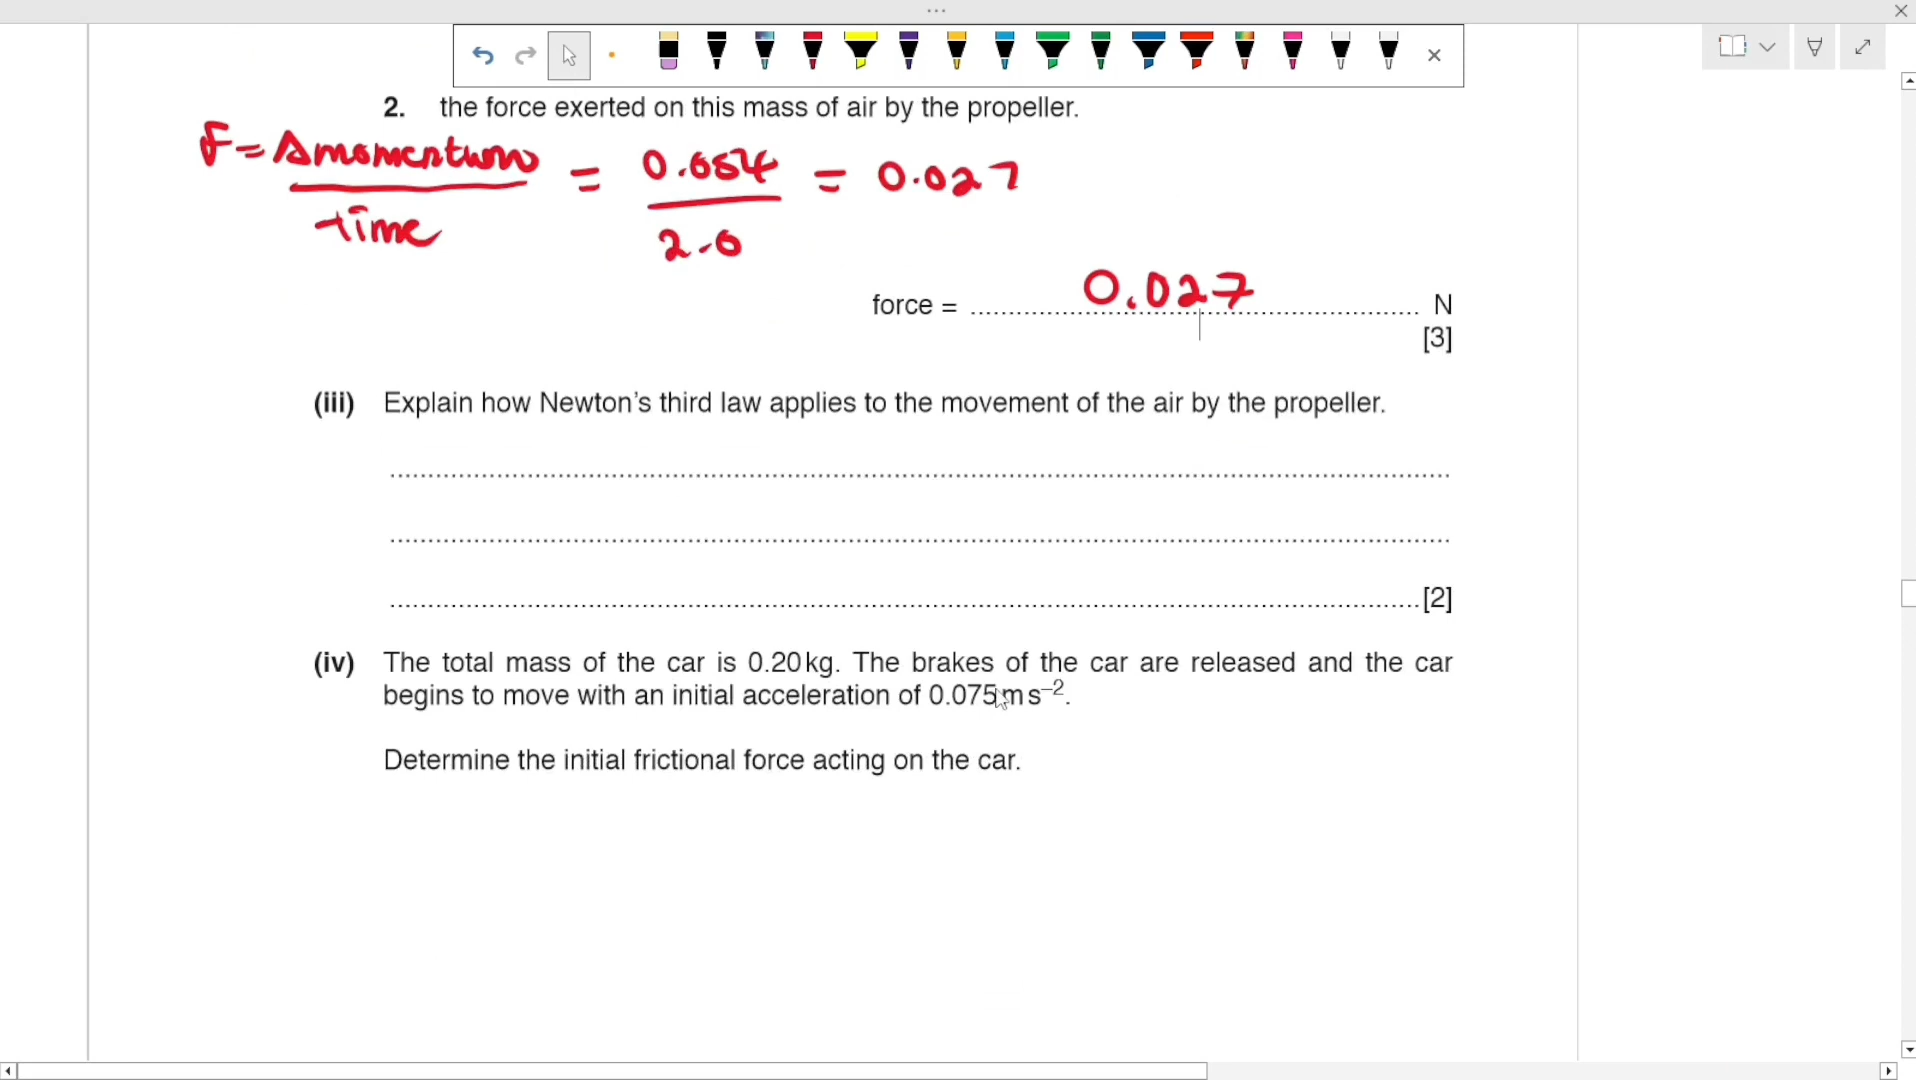 2. the force exerted on this mass of air by the propeller.
F = Δmomentum / time = 0.054 / 2.0 = 0.027
force = 0.027 N
[3]
(iii) Explain how Newton's third law applies to the movement of the air by the propeller.
[2]
(iv) The total mass of the car is 0.20 kg. The brakes of the car are released and the car
begins to move with an initial acceleration of 0.075 m s⁻².
Determine the initial frictional force acting on the car.